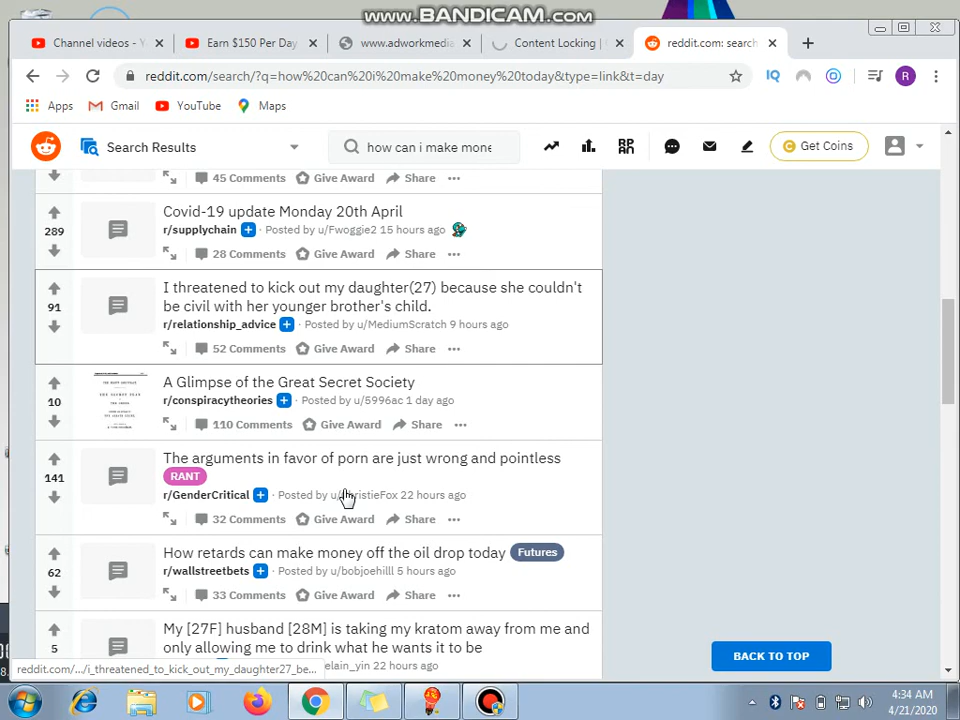 www.BANDICAM.com
Channel videos - Y
Earn $150 Per Day
www.adworkmedia
Content Locking |
reddit.com: search
reddit.com/search/?q=how%20can%20i%20make%20money%20today&type=link&t=day
IQ
R
Apps
Gmail
YouTube
Maps
Search Results
how can i make mone
Get Coins
45 Comments
Give Award
Share
289
Covid-19 update Monday 20th April
r/supplychain
Posted by u/Fwoggie2 15 hours ago
28 Comments
Give Award
Share
91
I threatened to kick out my daughter(27) because she couldn't
be civil with her younger brother's child.
r/relationship_advice
Posted by u/MediumScratch 9 hours ago
52 Comments
Give Award
Share
10
A Glimpse of the Great Secret Society
r/conspiracytheories
Posted by u/5996ac 1 day ago
110 Comments
Give Award
Share
141
The arguments in favor of porn are just wrong and pointless
RANT
r/GenderCritical
Posted by u/ ristieFox 22 hours ago
32 Comments
Give Award
Share
62
How retards can make money off the oil drop today
Futures
r/wallstreetbets
Posted by u/bobjoehilll 5 hours ago
33 Comments
Give Award
Share
5
My [27F] husband [28M] is taking my kratom away from me and
only allowing me to drink what he wants it to be
elain_yin 22 hours ago
reddit.com/.../i_threatened_to_kick_out_my_daughter27_be...
BACK TO TOP
4:34 AM
4/21/2020